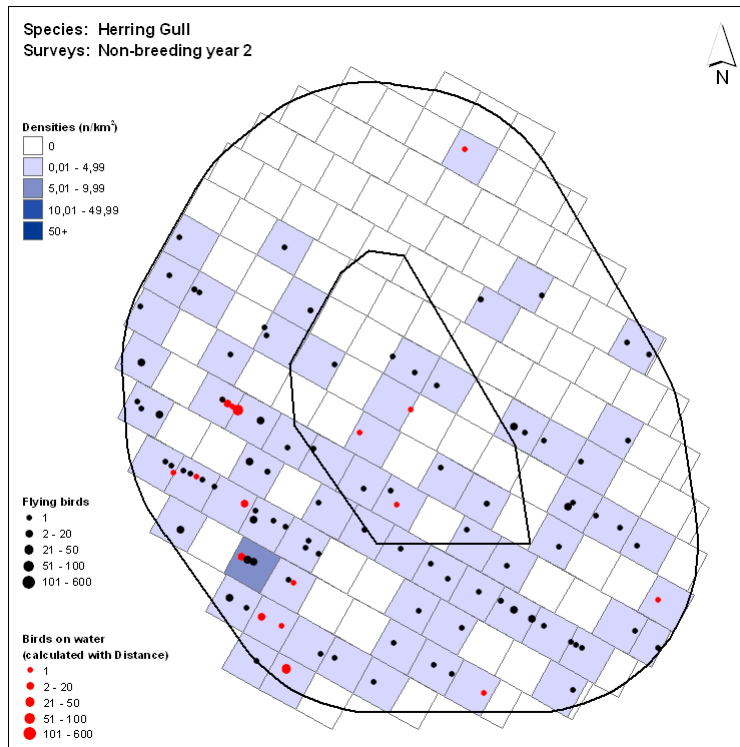 Species: Herring Gull
Surveys: Non-breeding year 2
N
Densities (n/km²)
0
0,01 - 4,99
5,01 - 9,99
10,01 - 49,99
50+
Flying birds
1
2 - 20
21 - 50
51 - 100
101 - 600
Birds on water
(calculated with Distance)
1
2 - 20
21 - 50
51 - 100
101 - 600